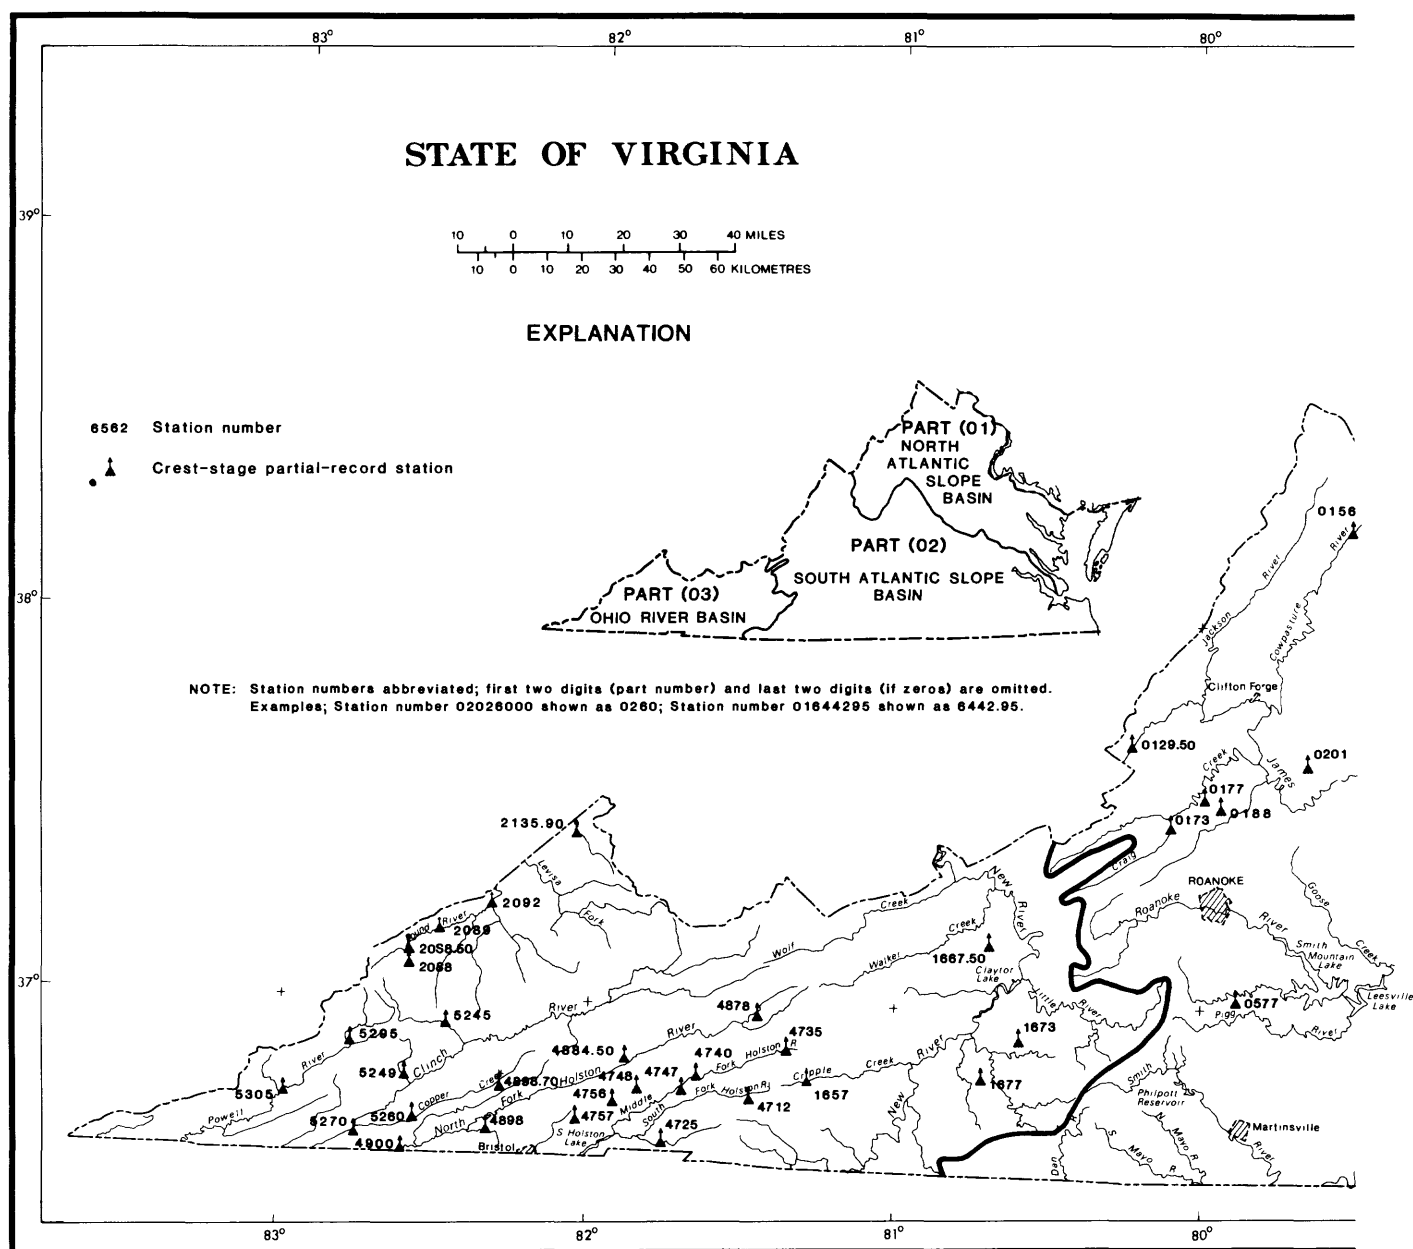 83° 82° 81° 80°
STATE OF VIRGINIA
39°
10 0 10 20 30 40 MILES
10 0 10 20 30 40 50 60 KILOMETRES
EXPLANATION
6562 Station number
Crest-stage partial-record station
PART (01)
NORTH
ATLANTIC
SLOPE
BASIN
PART (02)
SOUTH ATLANTIC SLOPE
BASIN
PART (03)
OHIO RIVER BASIN
38°
NOTE: Station numbers abbreviated; first two digits (part number) and last two digits (if zeros) are omitted.
Examples; Station number 02026000 shown as 0260; Station number 01644295 shown as 6442.95.
0156
River
River
Jackson
Cowpasture
Clifton Forge
0129.50
0201
James
Creek
0177
0188
0173
Craig
2135.90
Levisa
Fork
2092
River
2089
2088
New
River
Creek
Wolf
Creek
Walker
1667.50
Claytor
Lake
Little
River
ROANOKE
Roanoke
River
Goose
Creek
Smith
Mountain
Lake
Leesville
Lake
37°
0577
Pigg
River
5245
River
Clinch
5295
River
5249
5305
Powell
4878
River
4735
4884.50
4740
Holston R
4748
4747
Fork
Creek
Fork
Holston
4756
Middle
Fork
Holston R
Cripple
Creek
River
1657
4712
1673
1677
New
Copper
5260
5270
4757
South
North
4898
4900
Bristol
S Holston
Lake
4725
Smith
Philpott
Reservoir
Martinsville
River
Dan
R
S
Mayo
R
N
Mayo R
83° 82° 81° 80°